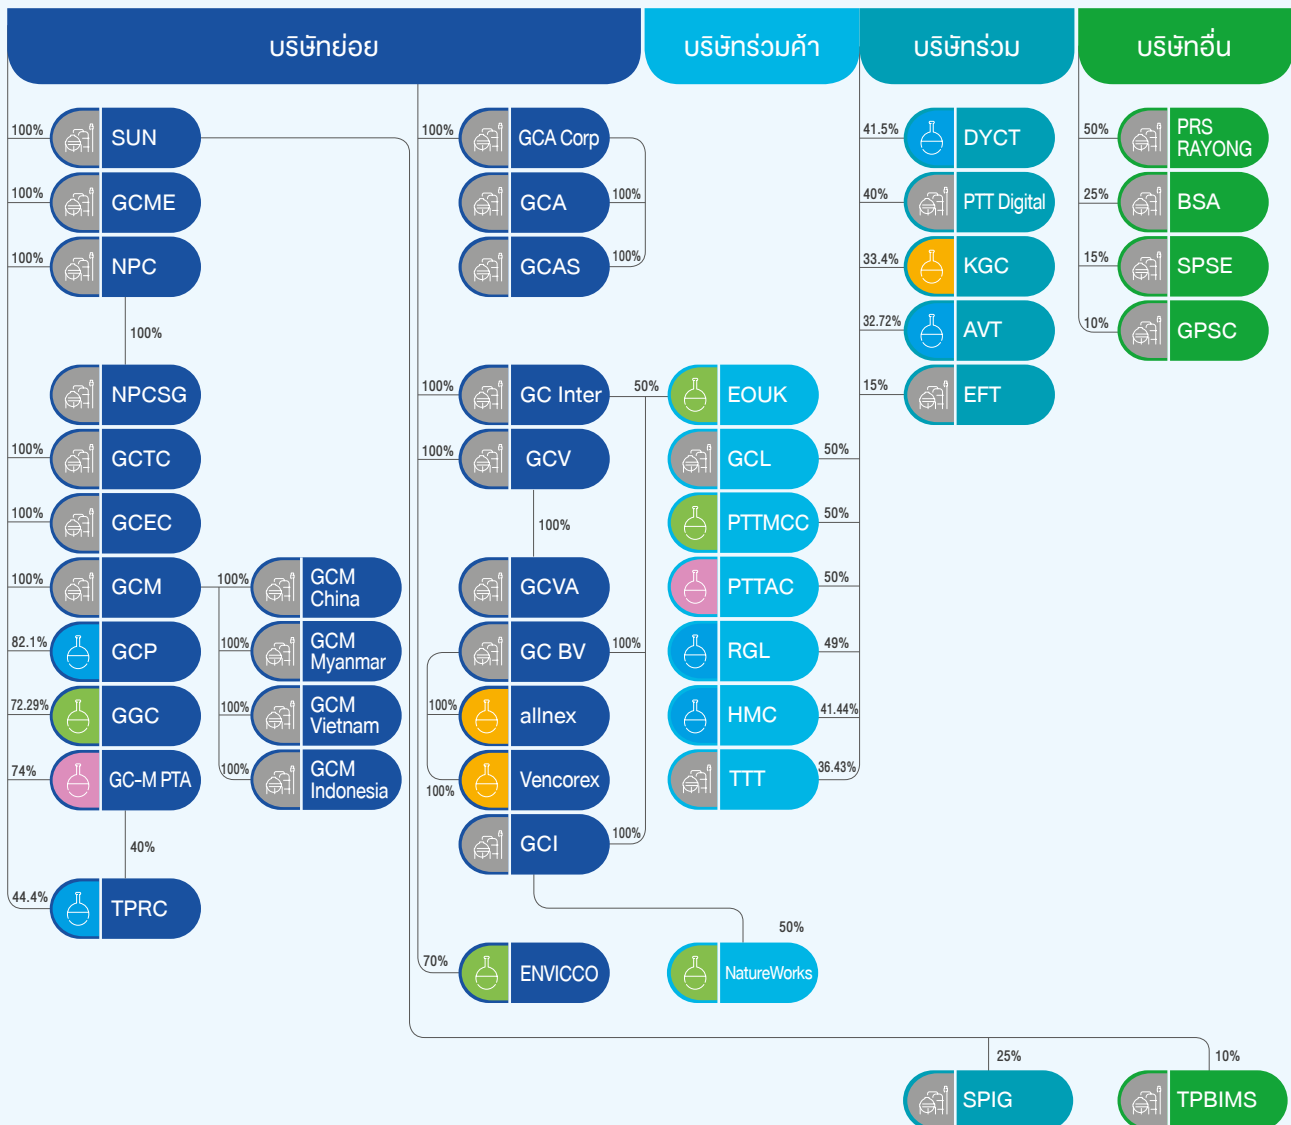 บริษัทย่อย
บริษัทร่วมค้า
บริษัทร่วม
บริษัทอื่น
100%
SUN
100%
GCME
100%
NPC
100%
NPCSG
100%
GCTC
100%
GCEC
100%
GCM
82.1%
GCP
72.29%
GGC
74%
GC-M PTA
40%
44.4%
TPRC
100%
GCM
China
100%
GCM
Myanmar
100%
GCM
Vietnam
100%
GCM
Indonesia
100%
GCA Corp
GCA
100%
GCAS
100%
100%
GC Inter
50%
100%
GCV
100%
GCVA
GC BV
100%
100%
allnex
100%
Vencorex
GCI
100%
50%
70%
ENVICCO
EOUK
GCL
50%
PTTMCC
50%
PTTAC
50%
RGL
49%
HMC
41.44%
TTT
36.43%
NatureWorks
41.5%
DYCT
40%
PTT Digital
33.4%
KGC
32.72%
AVT
15%
EFT
50%
PRS
RAYONG
25%
BSA
15%
SPSE
10%
GPSC
25%
SPIG
10%
TPBIMS